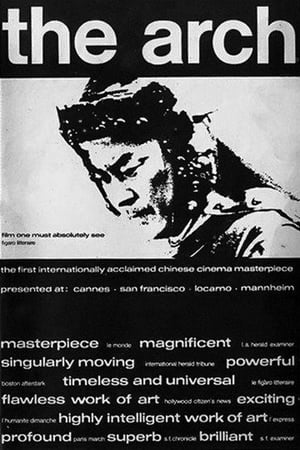 the arch
film one must absolutely see
figaro litteraire
the first internationally acclaimed chinese cinema masterpiece
presented at: cannes · san francisco · locarno · mannheim
masterpiece le monde magnificent l.a. herald examiner
singularly moving international herald tribune powerful
boston afterdark timeless and universal le figaro litteraire
flawless work of art hollywood citizen's news exciting
l'humanite dimanche highly intelligent work of art l'express
profound paris march superb s.f. chronicle brilliant s.f. examiner